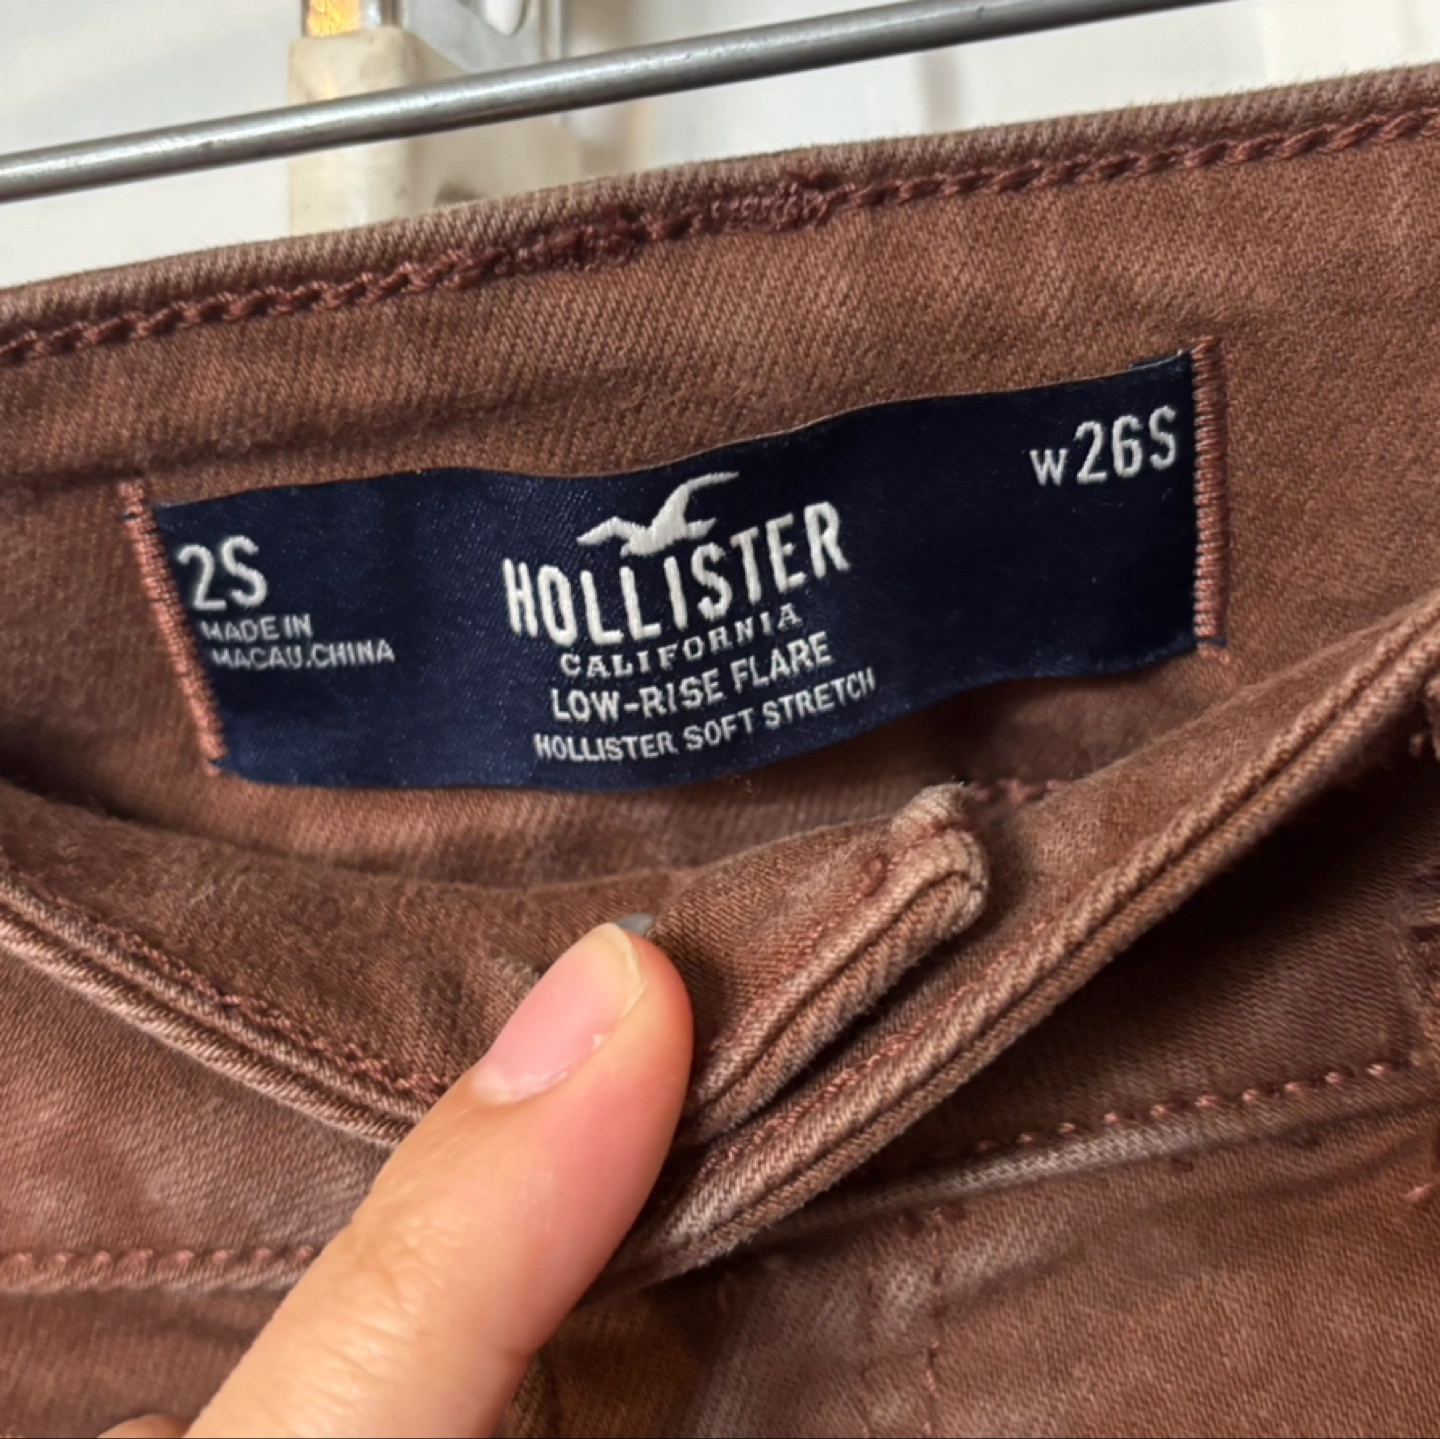 2S
MADE IN
MACAU.CHINA
HOLLISTER
CALIFORNIA
LOW-RISE FLARE
HOLLISTER SOFT STRETCH
W26S